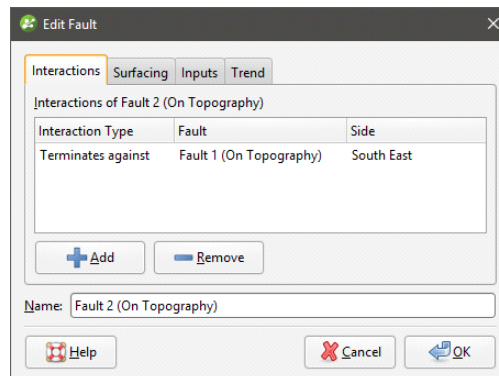 Edit Fault
Interactions Surfacing Inputs Trend
Interactions of Fault 2 (On Topography)
Interaction Type Fault Side
Terminates against Fault 1 (On Topography) South East
Add Remove
Name: Fault 2 (On Topography)
Help Cancel OK